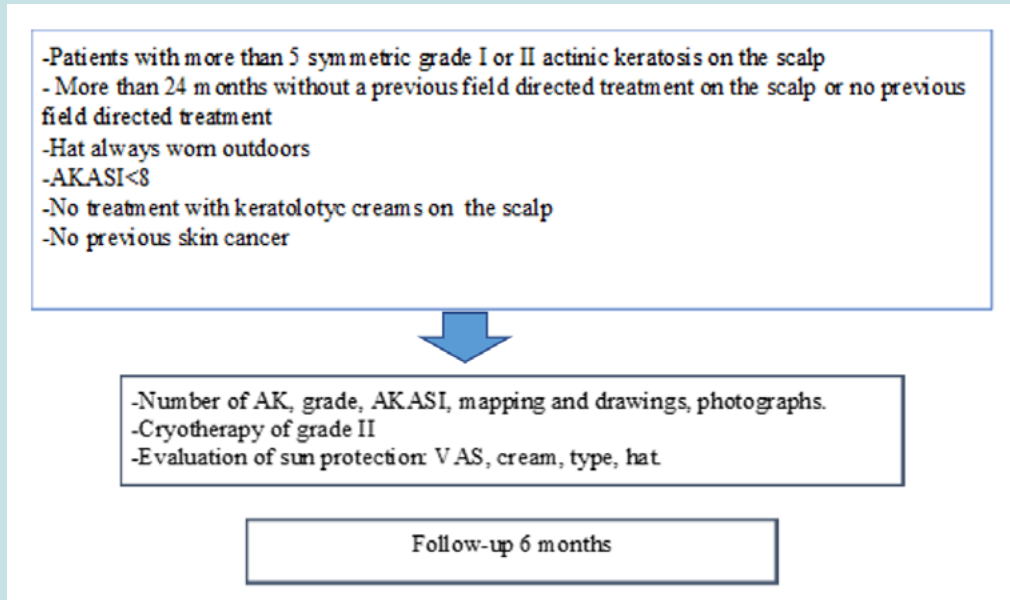 -Patients with more than 5 symmetric grade I or II actinic keratosis on the scalp
- More than 24 months without a previous field directed treatment on the scalp or no previous
field directed treatment
-Hat always worn outdoors
-AKASI<8
-No treatment with keratolotyc creams on the scalp
-No previous skin cancer
-Number of AK, grade, AKASI, mapping and drawings, photographs.
-Cryotherapy of grade II
-Evaluation of sun protection: VAS, cream, type, hat.
Follow-up 6 months